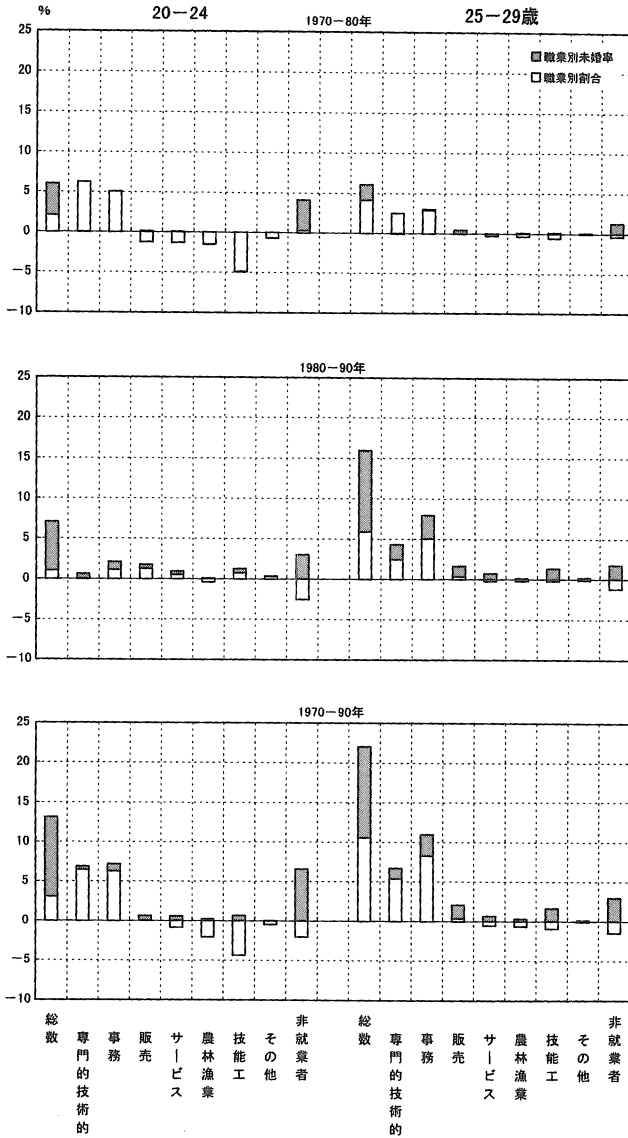 % 20－24 1970－80年 25－29歳
職業別未婚率
職業別割合
25
20
15
10
5
0
−5
−10
1980－90年
25
20
15
10
5
0
−5
−10
1970－90年
25
20
15
10
5
0
−5
−10
総数
専門的技術的
事務
販売
サービス
農林漁業
技能工
その他
非就業者
総数
専門的技術的
事務
販売
サービス
農林漁業
技能工
その他
非就業者